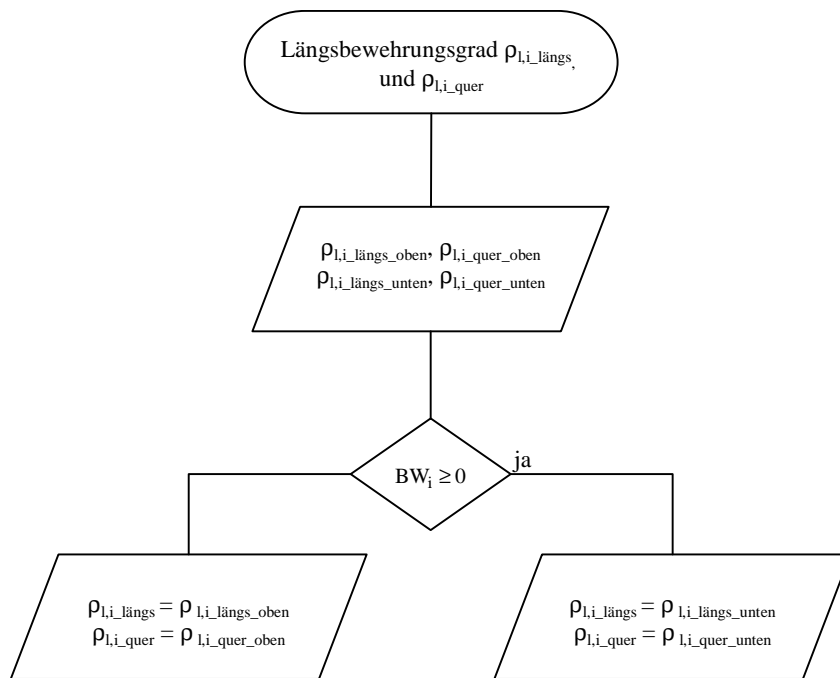 Längsbewehrungsgrad ρl,i_längs,
und ρl,i_quer
ρl,i_längs_oben, ρl,i_quer_oben
ρl,i_längs_unten, ρl,i_quer_unten
BWi ≥ 0
ja
ρl,i_längs = ρ l,i_längs_oben
ρl,i_quer = ρ l,i_quer_oben
ρl,i_längs = ρ l,i_längs_unten
ρl,i_quer = ρ l,i_quer_unten